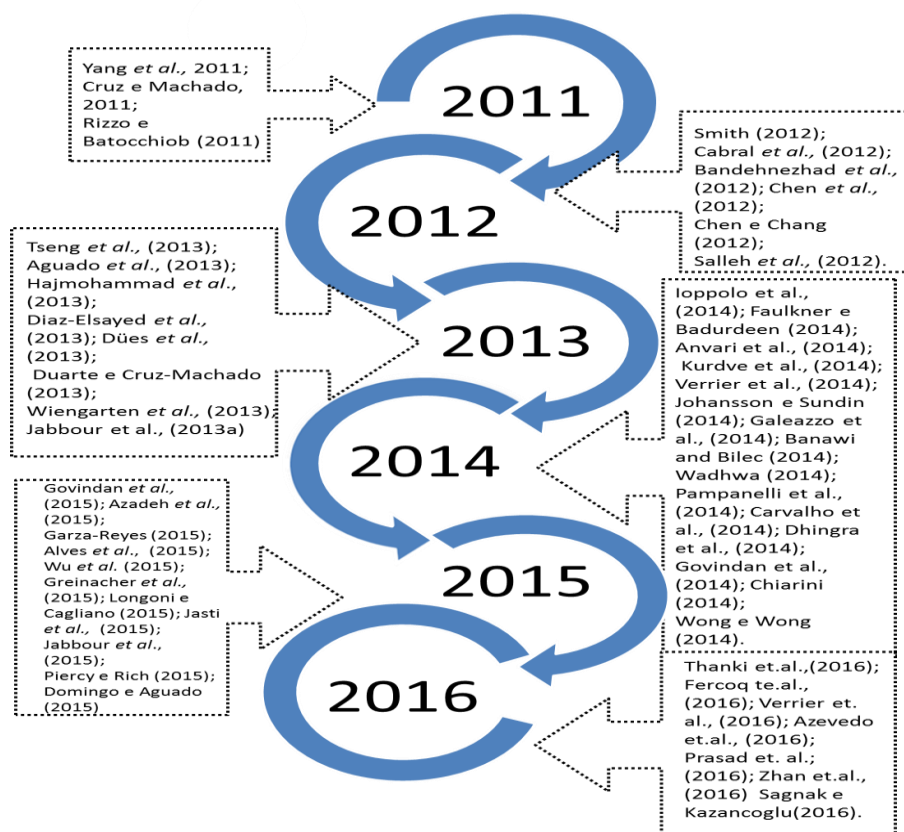 Yang et al., 2011;
Cruz e Machado,
2011;
Rizzo e
Batocchiob (2011)
2011
Smith (2012);
Cabral et al., (2012);
Bandehnezhad et al.,
(2012); Chen et al.,
(2012);
Chen e Chang
(2012);
Salleh et al., (2012).
2012
Tseng et al., (2013);
Aguado et al., (2013);
Hajmohammad et al.,
(2013);
Diaz-Elsayed et al.,
(2013); Dües et al.,
(2013);
Duarte e Cruz-Machado
(2013);
Wiengarten et al., (2013);
Jabbour et al., (2013a)
2013
Ioppolo et al.,
(2014); Faulkner e
Badurdeen (2014);
Anvari et al., (2014);
Kurdve et al., (2014);
Verrier et al., (2014);
Johansson e Sundin
(2014); Galeazzo et
al., (2014); Banawi
and Bilec (2014);
Wadhwa (2014);
Pampanelli et al.,
(2014); Carvalho et
al., (2014); Dhingra
et al., (2014);
Govindan et al.,
(2014); Chiarini
(2014);
Wong e Wong
(2014).
2014
Govindan et al.,
(2015); Azadeh et al.,
(2015);
Garza-Reyes (2015);
Alves et al., (2015);
Wu et al. (2015);
Greinacher et al.,
(2015); Longoni e
Cagliano (2015); Jasti
et al., (2015);
Jabbour et al.,
(2015);
Piercy e Rich (2015);
Domingo e Aguado
(2015)
2015
Thanki et.al.,(2016);
Fercoq te.al.,
(2016); Verrier et.
al., (2016); Azevedo
et.al., (2016);
Prasad et. al.;
(2016); Zhan et.al.,
(2016) Sagnak e
Kazancoglu(2016).
2016